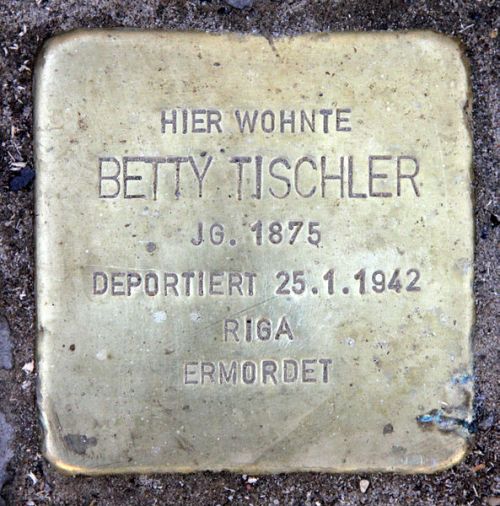 HIER WOHNTE
BETTY TISCHLER
JG. 1875
DEPORTIERT 25.1.1942
RIGA
ERMORDET